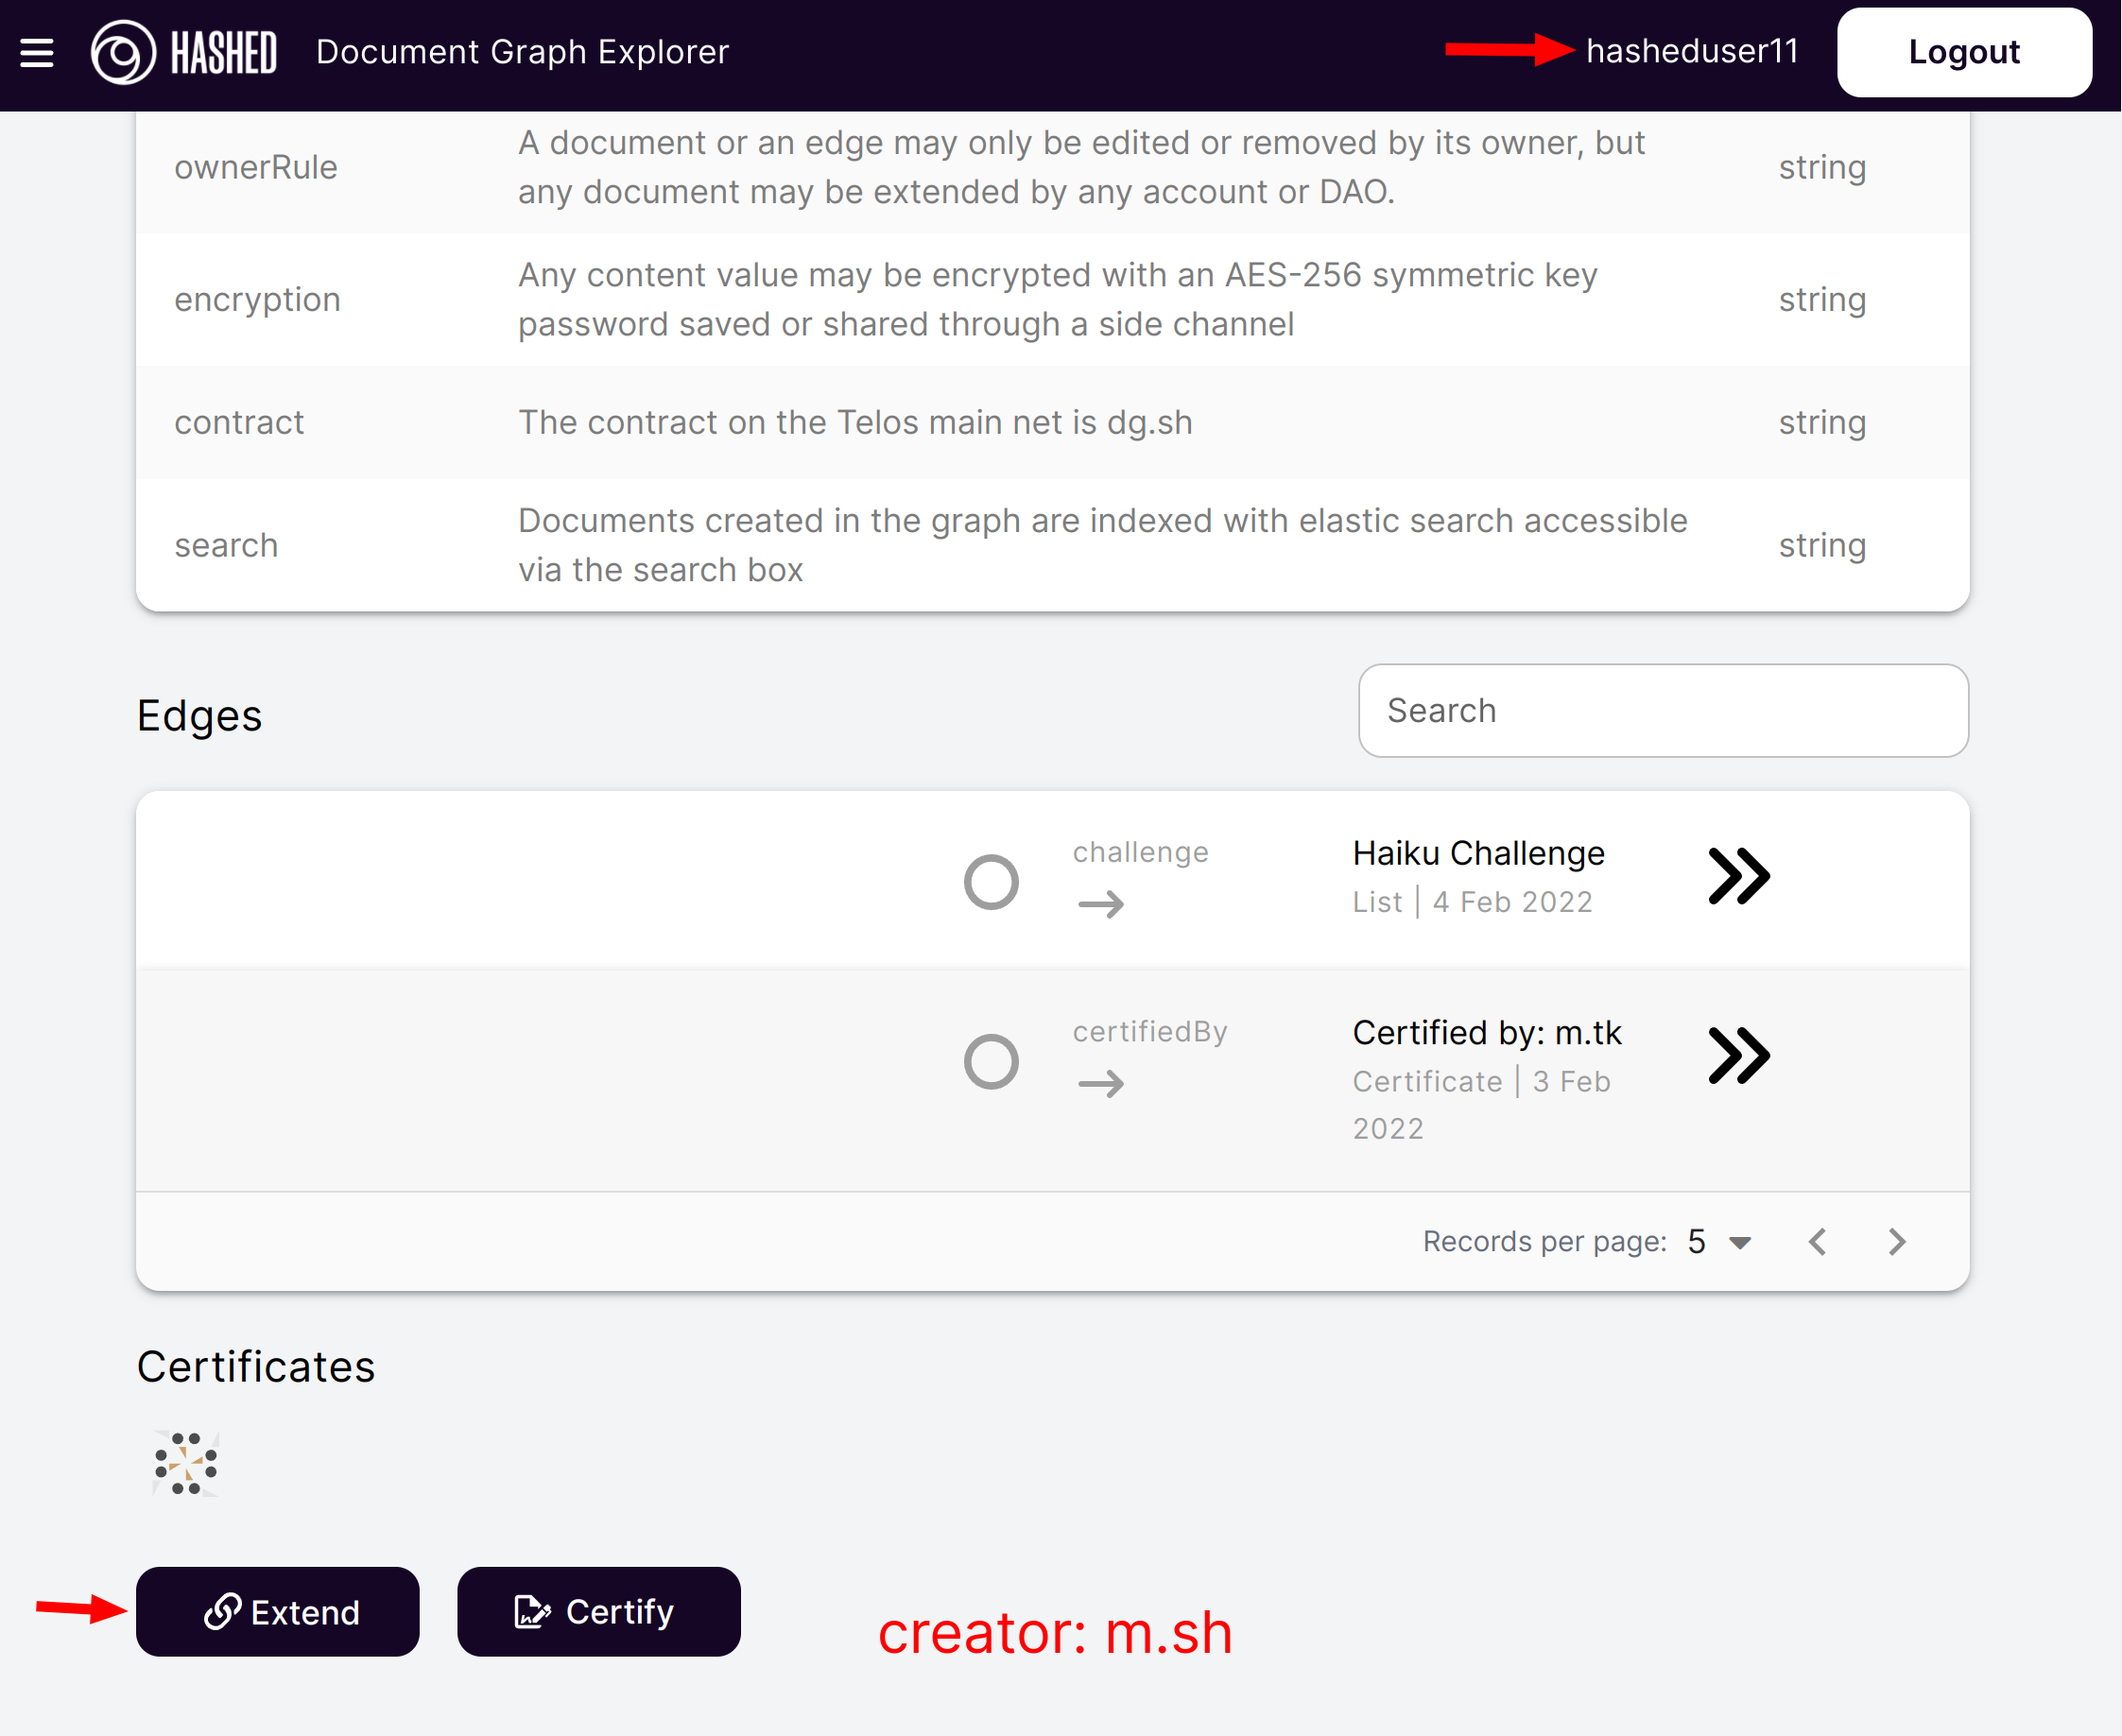 HASHED Document Graph Explorer hasheduser11 Logout
ownerRule
A document or an edge may only be edited or removed by its owner, but
any document may be extended by any account or DAO.
string
encryption
Any content value may be encrypted with an AES-256 symmetric key
password saved or shared through a side channel
string
contract
The contract on the Telos main net is dg.sh
string
search
Documents created in the graph are indexed with elastic search accessible
via the search box
string
Edges
Search
challenge
Haiku Challenge
List | 4 Feb 2022
certifiedBy
Certified by: m.tk
Certificate | 3 Feb
2022
Records per page: 5
Certificates
Extend
Certify
creator: m.sh